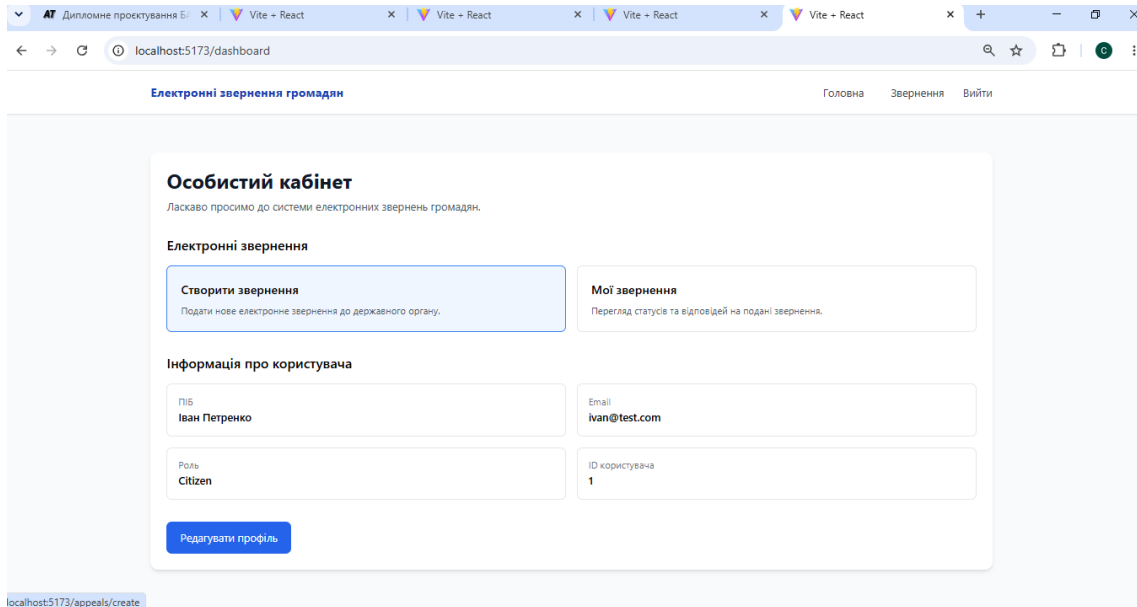 Дипломне проєктування БА
Vite + React
Vite + React
Vite + React
Vite + React
localhost:5173/dashboard
C
Електронні звернення громадян
Головна Звернення Вийти
Особистий кабінет
Ласкаво просимо до системи електронних звернень громадян.
Електронні звернення
Створити звернення
Подати нове електронне звернення до державного органу.
Мої звернення
Перегляд статусів та відповідей на подані звернення.
Інформація про користувача
ПІБ
Іван Петренко
Email
ivan@test.com
Роль
Citizen
ID користувача
1
Редагувати профіль
localhost:5173/appeals/create